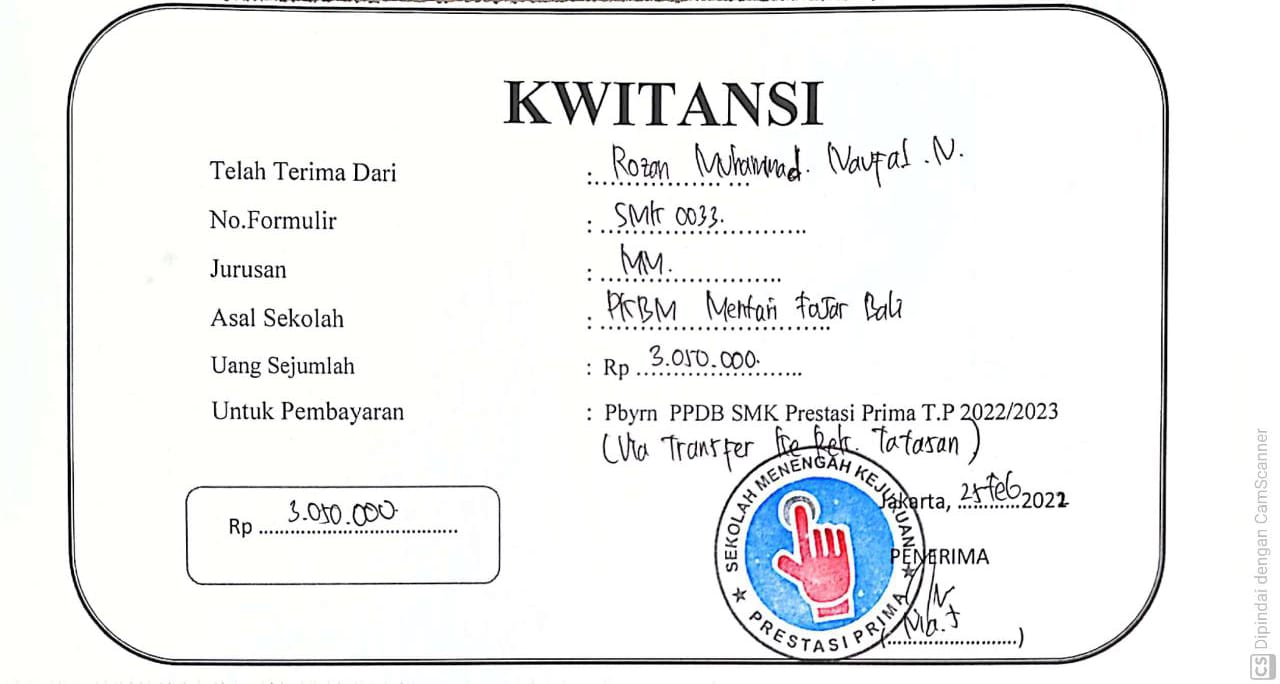 KWITANSI
Telah Terima Dari : Rozan Muhammad. Naufal .N.
No.Formulir : SMK 0033.
Jurusan : MM.
Asal Sekolah : PKBM Mentari Fajar Bali
Uang Sejumlah : Rp 3.050.000.
Untuk Pembayaran : Pbyrn PPDB SMK Prestasi Prima T.P 2022/2023
(Via Transfer Ke Rek. Tatasan)
SEKOLAH MENENGAH KEJURUAN
PRESTASI PRIMA
Jakarta, 25 Feb 2022
Rp 3.050.000.
PENERIMA
CS Dipindai dengan CamScanner